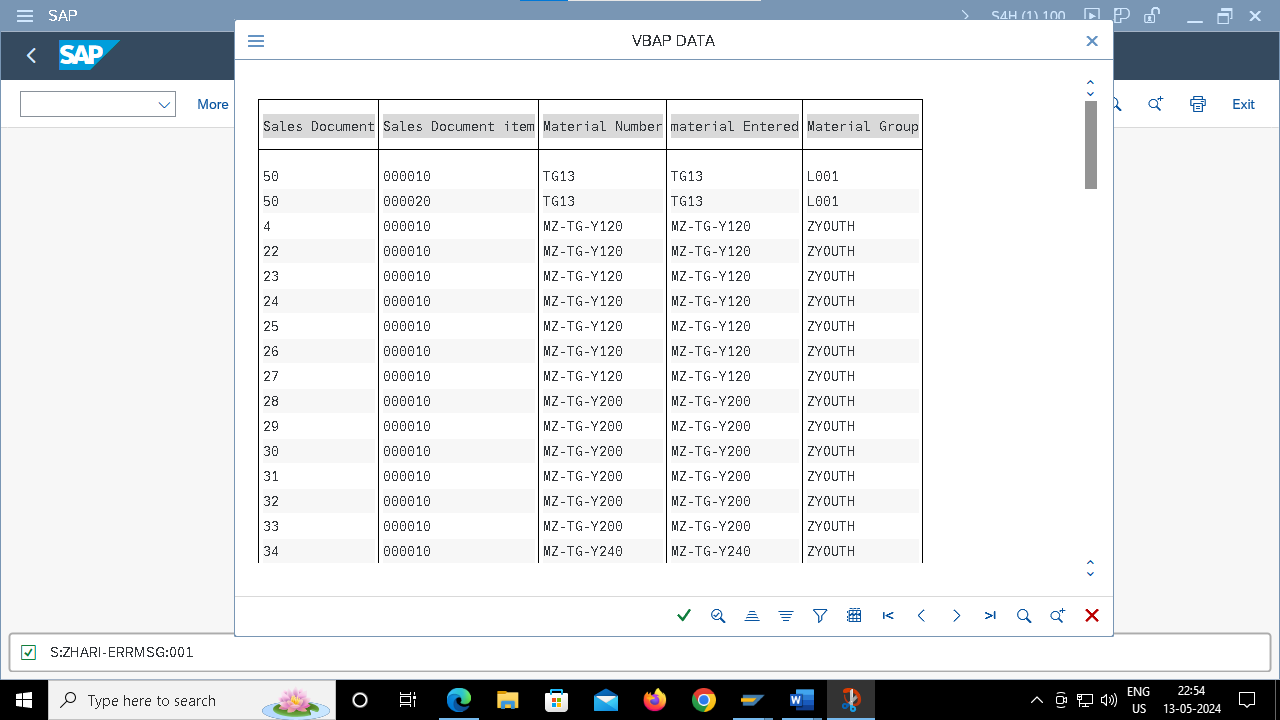 SAP
S4H (1) 100
VBAP DATA
SAP
More
Exit
Sales Document Sales Document item Material Number material Entered Material Group
50 000010 TG13 TG13 L001
50 000020 TG13 TG13 L001
4 000010 MZ-TG-Y120 MZ-TG-Y120 ZYOUTH
22 000010 MZ-TG-Y120 MZ-TG-Y120 ZYOUTH
23 000010 MZ-TG-Y120 MZ-TG-Y120 ZYOUTH
24 000010 MZ-TG-Y120 MZ-TG-Y120 ZYOUTH
25 000010 MZ-TG-Y120 MZ-TG-Y120 ZYOUTH
26 000010 MZ-TG-Y120 MZ-TG-Y120 ZYOUTH
27 000010 MZ-TG-Y120 MZ-TG-Y120 ZYOUTH
28 000010 MZ-TG-Y200 MZ-TG-Y200 ZYOUTH
29 000010 MZ-TG-Y200 MZ-TG-Y200 ZYOUTH
30 000010 MZ-TG-Y200 MZ-TG-Y200 ZYOUTH
31 000010 MZ-TG-Y200 MZ-TG-Y200 ZYOUTH
32 000010 MZ-TG-Y200 MZ-TG-Y200 ZYOUTH
33 000010 MZ-TG-Y200 MZ-TG-Y200 ZYOUTH
34 000010 MZ-TG-Y240 MZ-TG-Y240 ZYOUTH
S:ZHARI-ERRMSG:001
Type here to search
ENG
US
22:54
13-05-2024